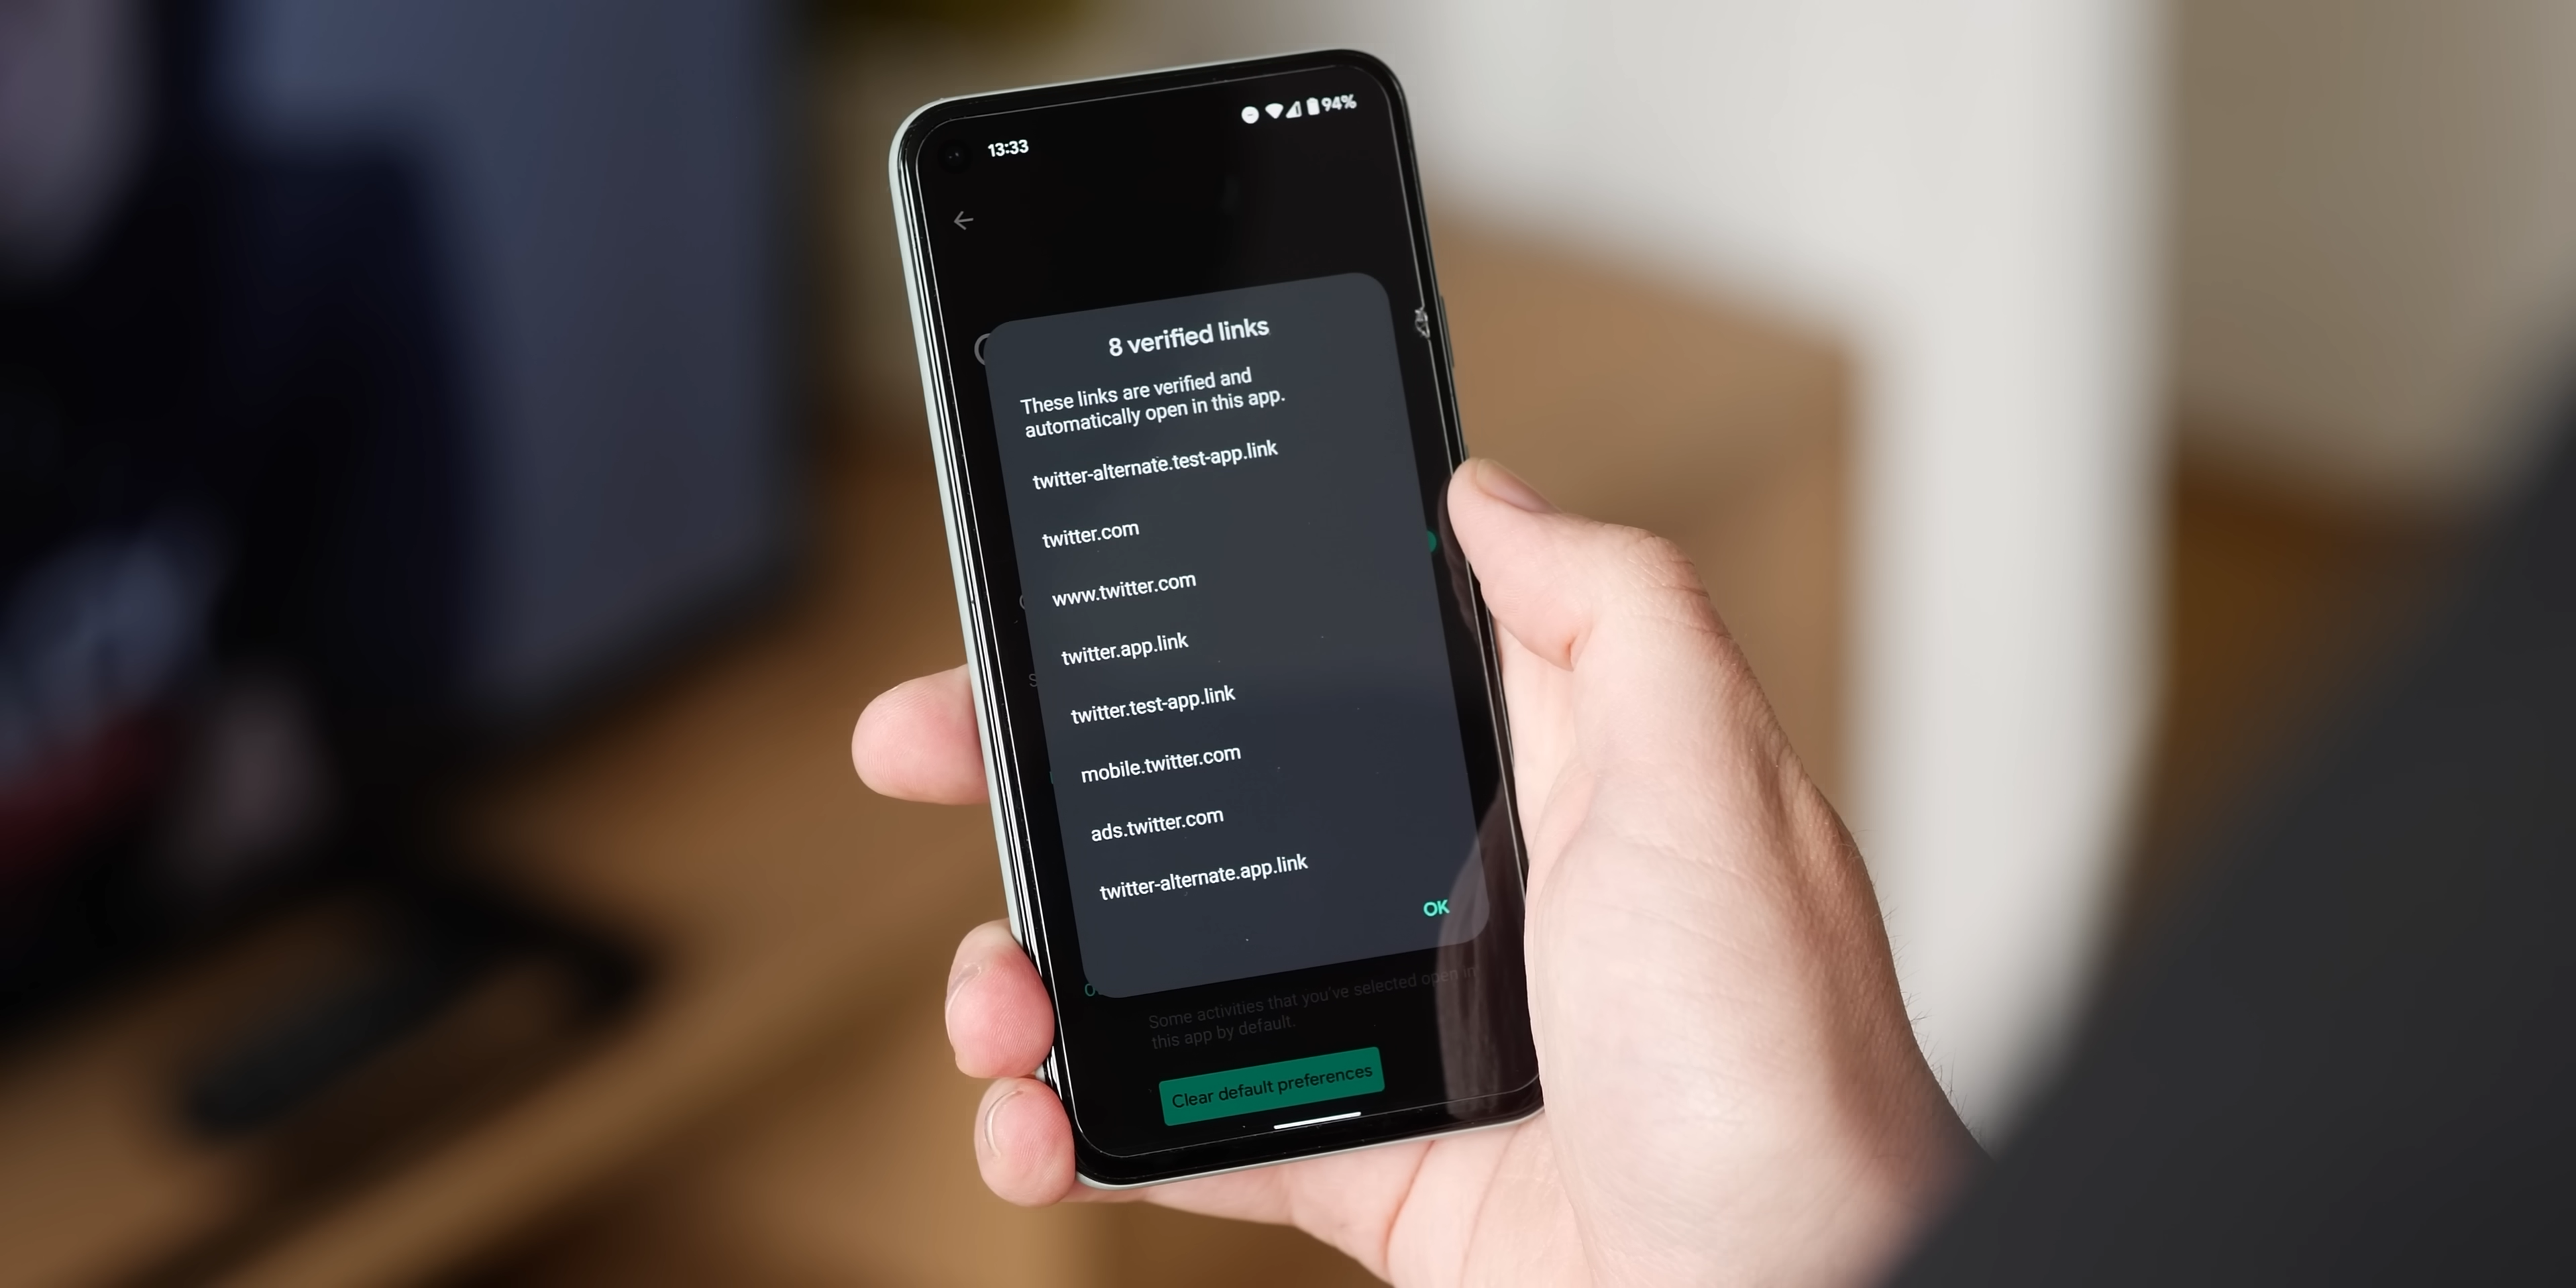 13:33
94%
8 verified links
These links are verified and
automatically open in this app.
twitter-alternate.test-app.link
twitter.com
www.twitter.com
twitter.app.link
twitter.test-app.link
mobile.twitter.com
ads.twitter.com
twitter-alternate.app.link
OK
Some activities that you've selected open in
this app by default.
Clear default preferences